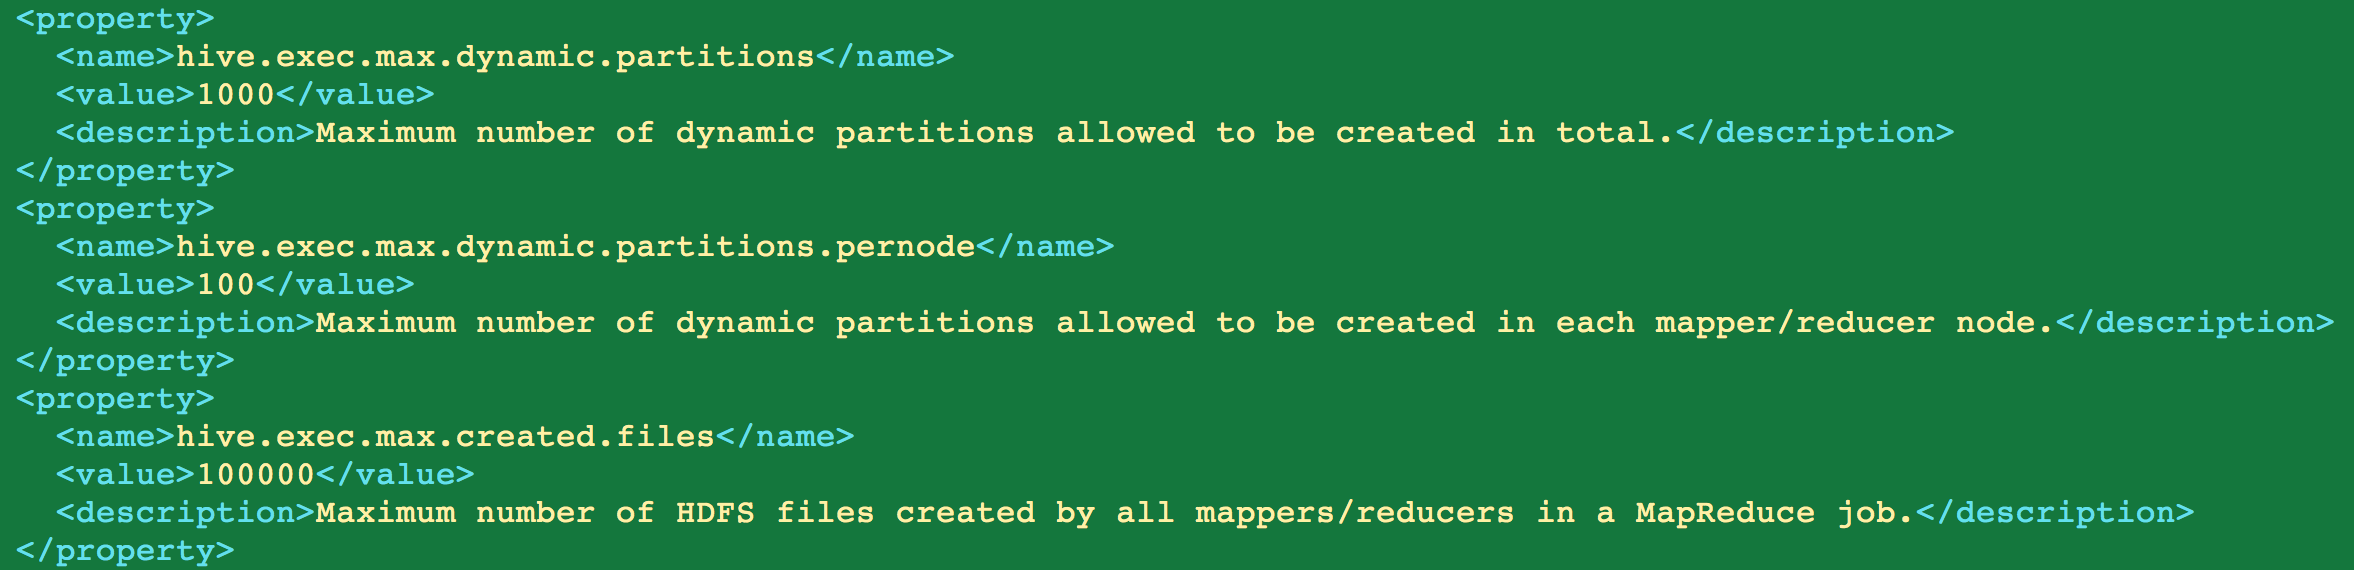 <property>
  <name>hive.exec.max.dynamic.partitions</name>
  <value>1000</value>
  <description>Maximum number of dynamic partitions allowed to be created in total.</description>
</property>
<property>
  <name>hive.exec.max.dynamic.partitions.pernode</name>
  <value>100</value>
  <description>Maximum number of dynamic partitions allowed to be created in each mapper/reducer node.</description>
</property>
<property>
  <name>hive.exec.max.created.files</name>
  <value>100000</value>
  <description>Maximum number of HDFS files created by all mappers/reducers in a MapReduce job.</description>
</property>